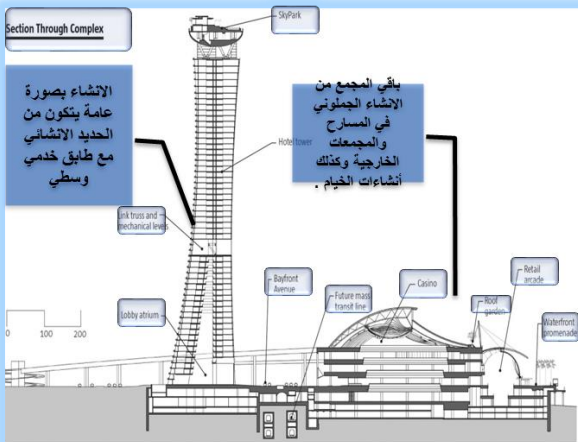 Section Through Complex
SkyPark
الانشاء بصورة
عامة يتكون من
الحديد الانشائي
مع طابق خدمي
وسطي
باقي المجمع من
الانشاء الجملوني
في المسارح
والمجمعات
الخارجية وكذلك
أنشاءات الخيام .
Hotel tower
Link truss and
mechanical levels
Lobby atrium
Bayfront
Avenue
Future mass
transit line
Casino
Roof
garden
Retail
arcade
Waterfront
promenade
0 100 200